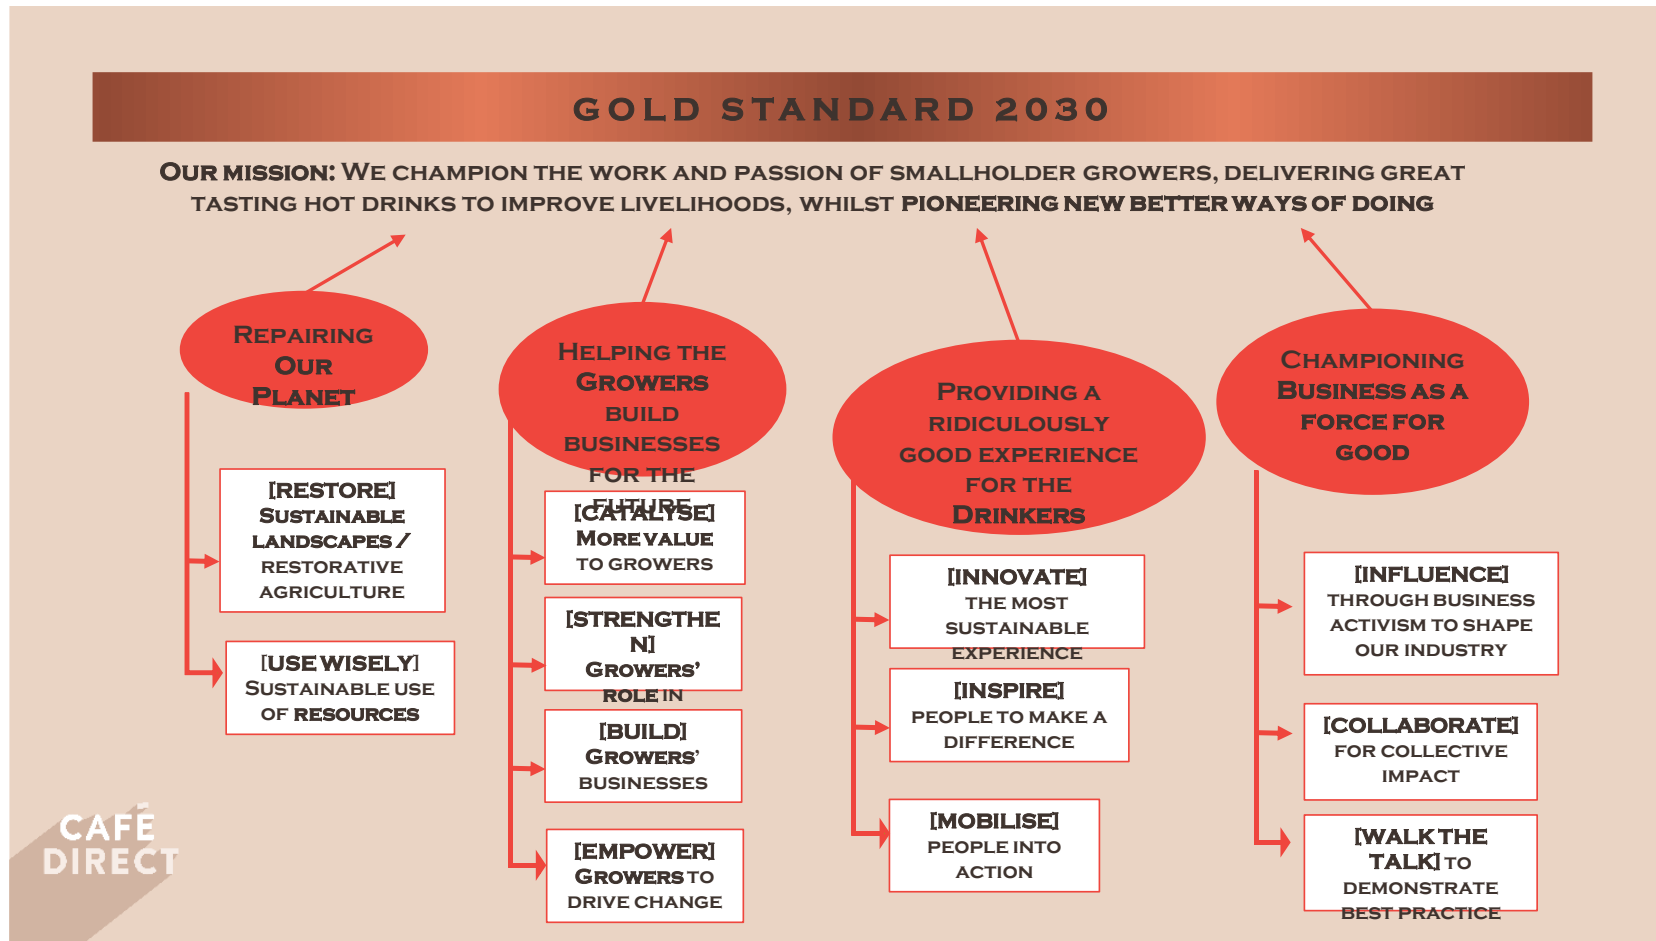 GOLD STANDARD 2030
OUR MISSION: WE CHAMPION THE WORK AND PASSION OF SMALLHOLDER GROWERS, DELIVERING GREAT
TASTING HOT DRINKS TO IMPROVE LIVELIHOODS, WHILST PIONEERING NEW BETTER WAYS OF DOING
REPAIRING
OUR
PLANET
[RESTORE]
SUSTAINABLE
LANDSCAPES /
RESTORATIVE
AGRICULTURE
[USE WISELY]
SUSTAINABLE USE
OF RESOURCES
HELPING THE
GROWERS
BUILD
BUSINESSES
FOR THE
FUTURE
[CATALYSE]
MORE VALUE
TO GROWERS
[STRENGTHE
N]
GROWERS'
ROLE IN
[BUILD]
GROWERS'
BUSINESSES
[EMPOWER]
GROWERS TO
DRIVE CHANGE
PROVIDING A
RIDICULOUSLY
GOOD EXPERIENCE
FOR THE
DRINKERS
[INNOVATE]
THE MOST
SUSTAINABLE
EXPERIENCE
[INSPIRE]
PEOPLE TO MAKE A
DIFFERENCE
[MOBILISE]
PEOPLE INTO
ACTION
CHAMPIONING
BUSINESS AS A
FORCE FOR
GOOD
[INFLUENCE]
THROUGH BUSINESS
ACTIVISM TO SHAPE
OUR INDUSTRY
[COLLABORATE]
FOR COLLECTIVE
IMPACT
[WALK THE
TALK] TO
DEMONSTRATE
BEST PRACTICE
CAFÉ
DIRECT